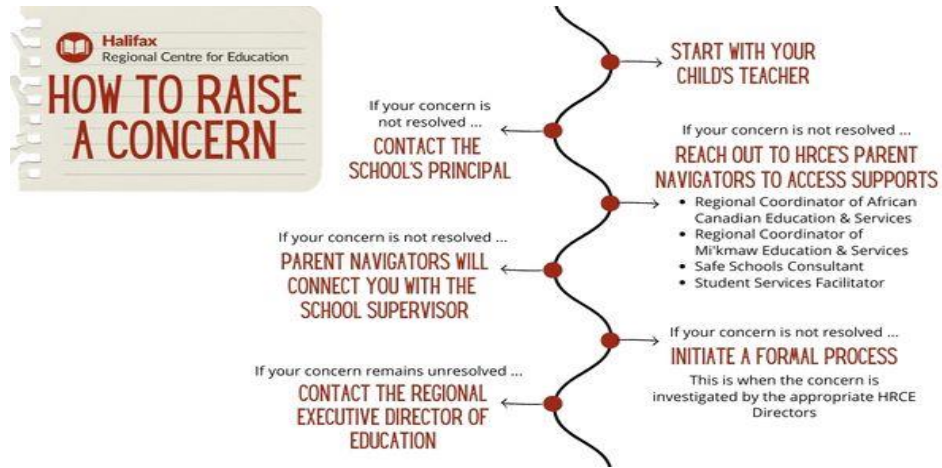 Halifax
Regional Centre for Education
HOW TO RAISE
A CONCERN
START WITH YOUR
CHILD'S TEACHER
If your concern is
not resolved ...
CONTACT THE
SCHOOL'S PRINCIPAL
If your concern is not resolved ...
REACH OUT TO HRCE'S PARENT
NAVIGATORS TO ACCESS SUPPORTS
• Regional Coordinator of African
Canadian Education & Services
• Regional Coordinator of
Mi'kmaw Education & Services
• Safe Schools Consultant
• Student Services Facilitator
If your concern is not resolved ...
PARENT NAVIGATORS WILL
CONNECT YOU WITH THE
SCHOOL SUPERVISOR
If your concern is not resolved ...
INITIATE A FORMAL PROCESS
This is when the concern is
investigated by the appropriate HRCE
Directors
If your concern remains unresolved ...
CONTACT THE REGIONAL
EXECUTIVE DIRECTOR OF
EDUCATION